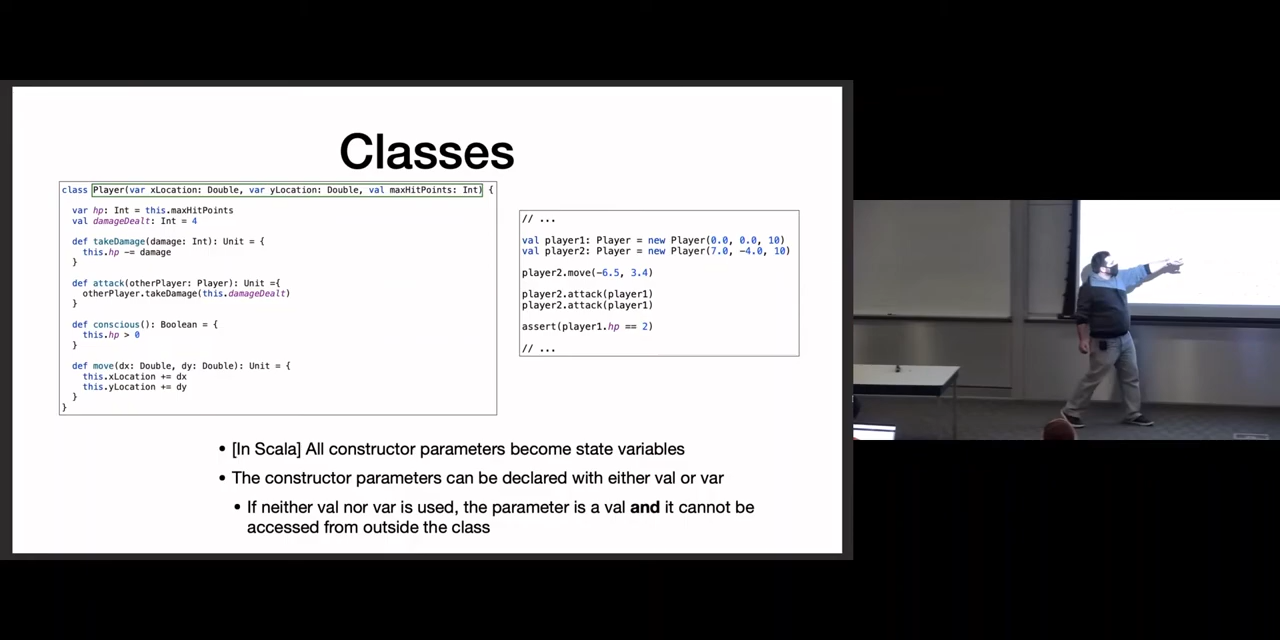 Classes
class Player(var xLocation: Double, var yLocation: Double, val maxHitPoints: Int) {
var hp: Int = this.maxHitPoints
val damageDealt: Int = 4
def takeDamage(damage: Int): Unit = {
this.hp -= damage
}
def attack(otherPlayer: Player): Unit ={
otherPlayer.takeDamage(this.damageDealt)
}
def conscious(): Boolean = {
this.hp > 0
}
def move(dx: Double, dy: Double): Unit = {
this.xLocation += dx
this.yLocation += dy
}
}
// ...
val player1: Player = new Player(0.0, 0.0, 10)
val player2: Player = new Player(7.0, -4.0, 10)
player2.move(-6.5, 3.4)
player2.attack(player1)
player2.attack(player1)
assert(player1.hp == 2)
// ...
• [In Scala] All constructor parameters become state variables
• The constructor parameters can be declared with either val or var
• If neither val nor var is used, the parameter is a val and it cannot be
accessed from outside the class